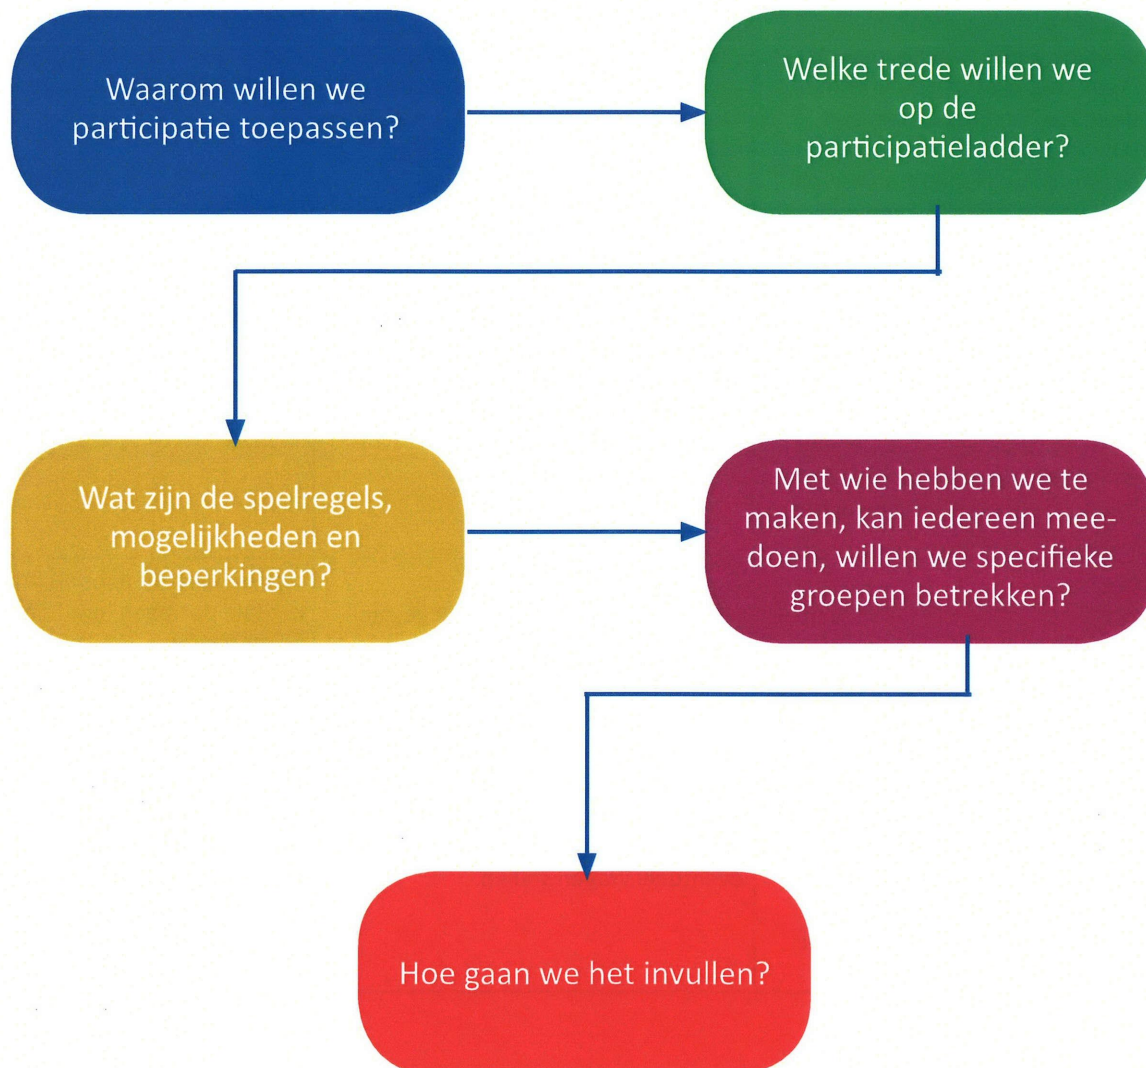 Waarom willen we
participatie toepassen?
Welke trede willen we
op de
participatieladder?
Wat zijn de spelregels,
mogelijkheden en
beperkingen?
Met wie hebben we te
maken, kan iedereen mee-
doen, willen we specifieke
groepen betrekken?
Hoe gaan we het invullen?